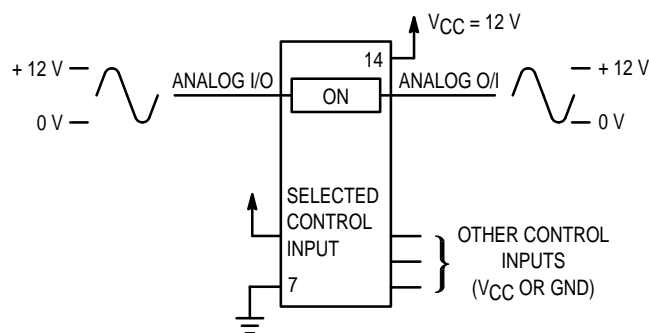 VCC = 12 V
14
+ 12 V
0 V
ANALOG I/O
ON
ANALOG O/I
+ 12 V
0 V
SELECTED
CONTROL
INPUT
7
OTHER CONTROL
INPUTS
(VCC OR GND)